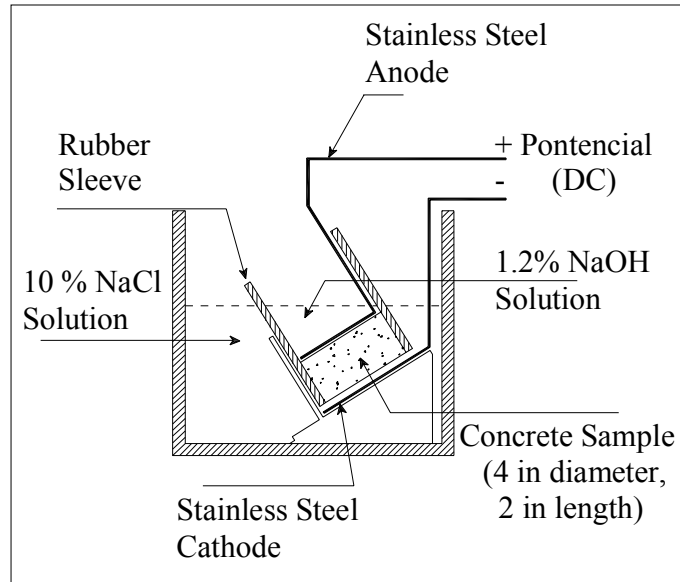 Stainless Steel
Anode
Rubber
Sleeve
+ Pontencial
- (DC)
10 % NaCl
Solution
1.2% NaOH
Solution
Concrete Sample
(4 in diameter,
2 in length)
Stainless Steel
Cathode